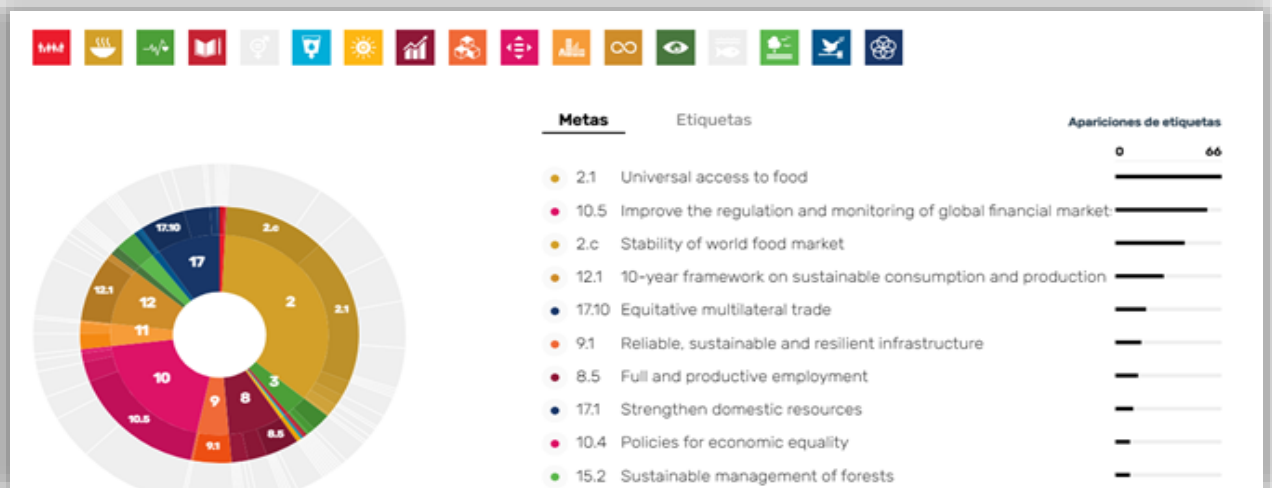 Metas Etiquetas Apariciones de etiquetas
0 66
2.1 Universal access to food
10.5 Improve the regulation and monitoring of global financial market
2.c Stability of world food market
12.1 10-year framework on sustainable consumption and production
17.10 Equitative multilateral trade
9.1 Reliable, sustainable and resilient infrastructure
8.5 Full and productive employment
17.1 Strengthen domestic resources
10.4 Policies for economic equality
15.2 Sustainable management of forests
17.10
2.c
17
12.1
12
2
2.1
11
10
3
9
8
10.5
9.1
8.5